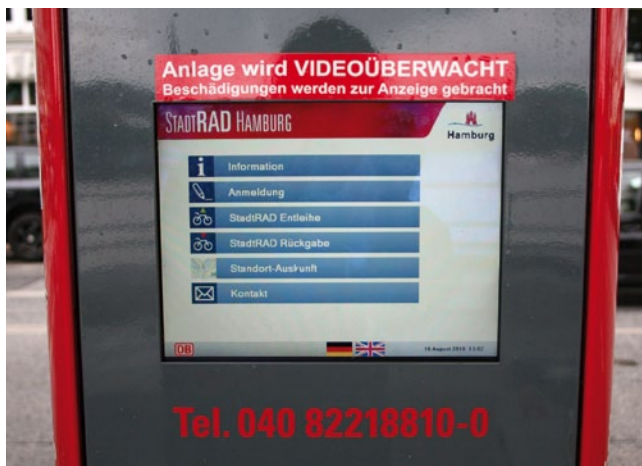 Anlage wird VIDEOÜBERWACHT
Beschädigungen werden zur Anzeige gebracht
STADTRAD HAMBURG
Hamburg
i Information
Anmeldung
StadtRAD Entleihe
StadtRAD Rückgabe
Standort-Auskunft
Kontakt
DB
Tel. 040 82218810-0